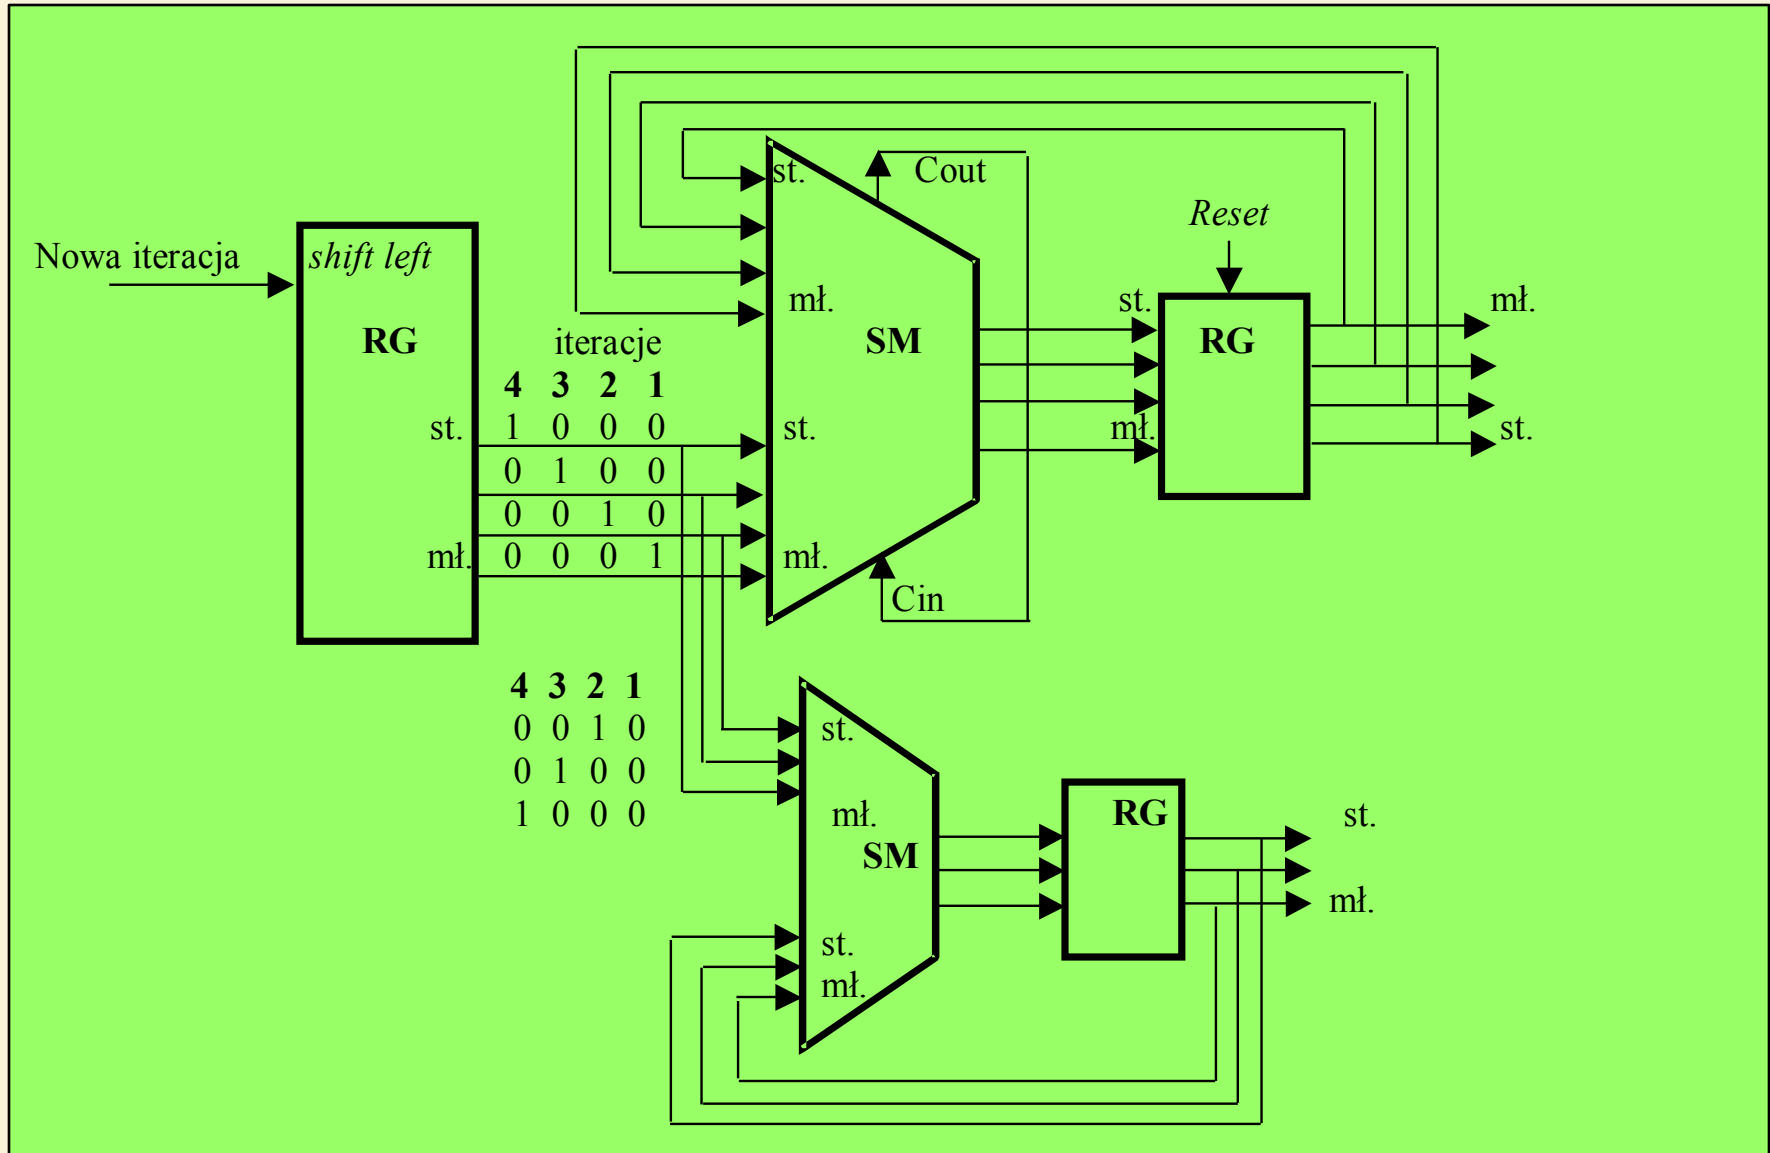 st.
Cout
Reset
Nowa iteracja
shift left
mł.
st.
mł.
RG
iteracje
SM
RG
4 3 2 1
st.
1 0 0 0
st.
mł.
st.
0 1 0 0
0 0 1 0
mł.
0 0 0 1
mł.
Cin
4 3 2 1
0 0 1 0
st.
0 1 0 0
1 0 0 0
mł.
RG
st.
SM
mł.
st.
mł.